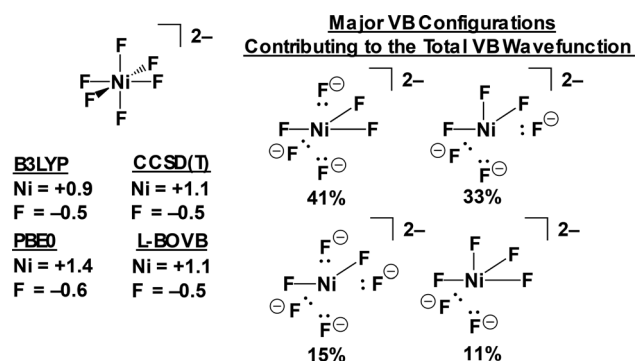 Major VB Configurations
Contributing to the Total VB Wavefunction
2–
F
F Ni F
F F
F
B3LYP
Ni = +0.9
F = –0.5
CCSD(T)
Ni = +1.1
F = –0.5
PBE0
Ni = +1.4
F = –0.6
L-BOVB
Ni = +1.1
F = –0.5
2–
F⊖
F
F Ni F
⊖F
F⊖
41%
2–
F
F
Ni F⊖
⊖F
F⊖
33%
2–
F⊖
F
F Ni F⊖
⊖F
F⊖
15%
2–
F
F
Ni F
⊖F
F⊖
11%